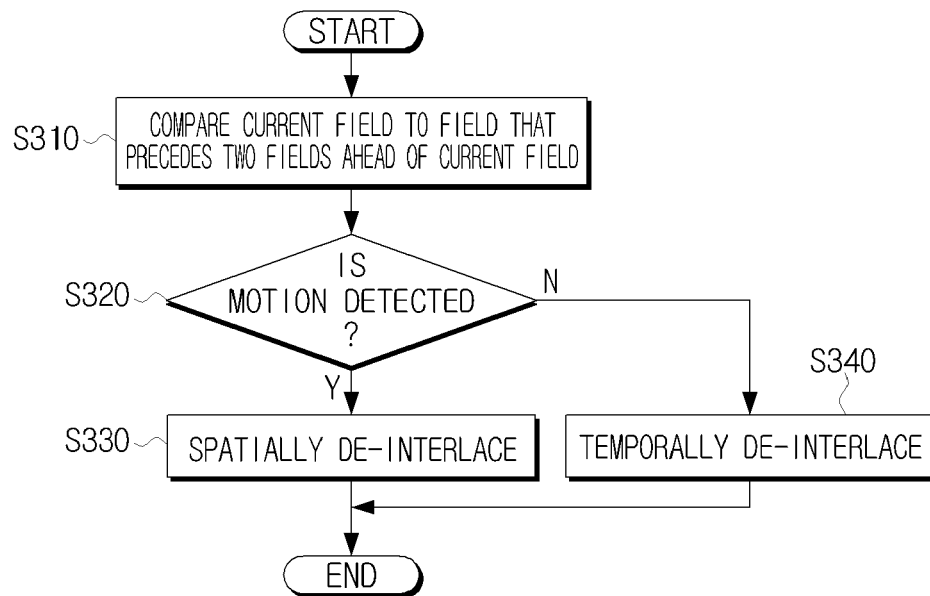 START
S310
COMPARE CURRENT FIELD TO FIELD THAT
PRECEDES TWO FIELDS AHEAD OF CURRENT FIELD
S320
IS
MOTION DETECTED
?
N
Y
S340
S330
SPATIALLY DE-INTERLACE
TEMPORALLY DE-INTERLACE
END